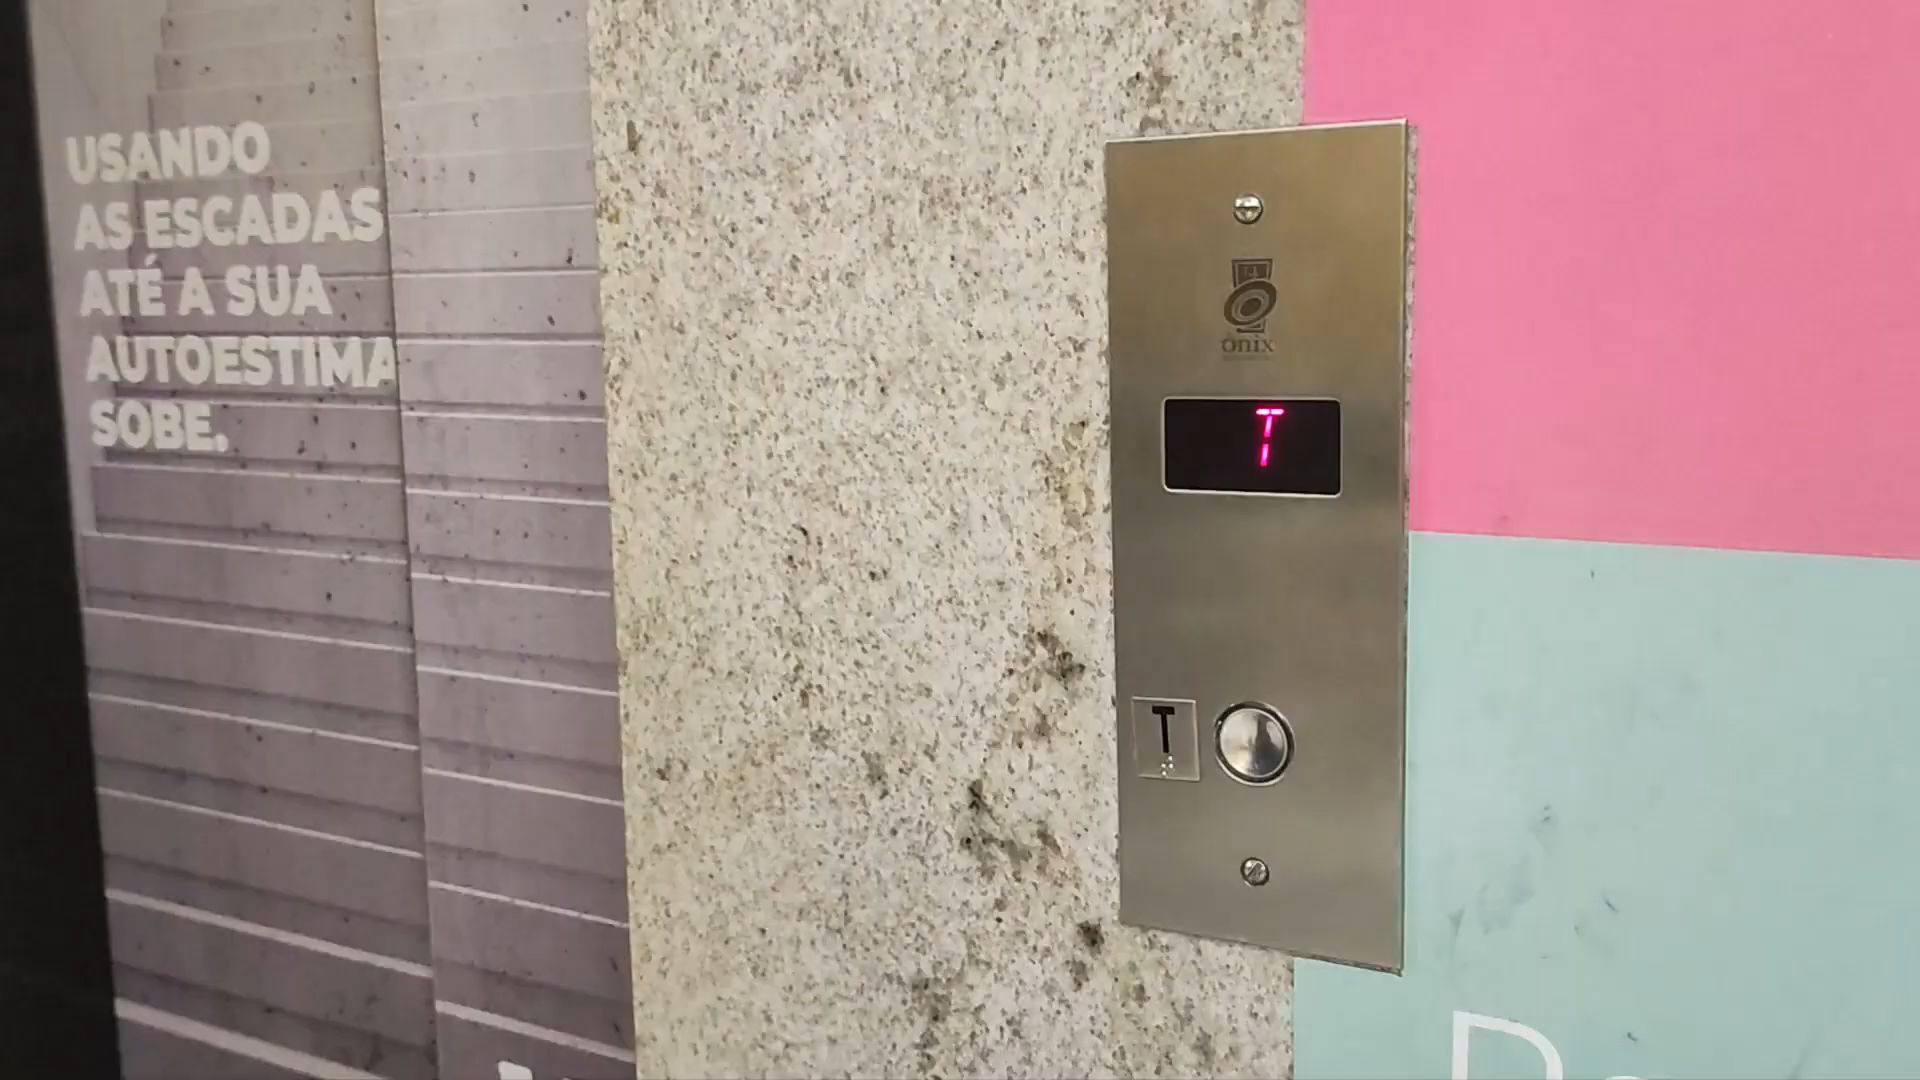 USANDO
AS ESCADAS
ATÉ A SUA
AUTOESTIMA
SOBE.
onix
T
T